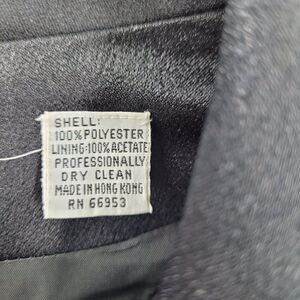 SHELL:
100% POLYESTER
LINING:100% ACETATE
PROFESSIONALLY
DRY CLEAN
MADE IN HONG KONG
RN 66953